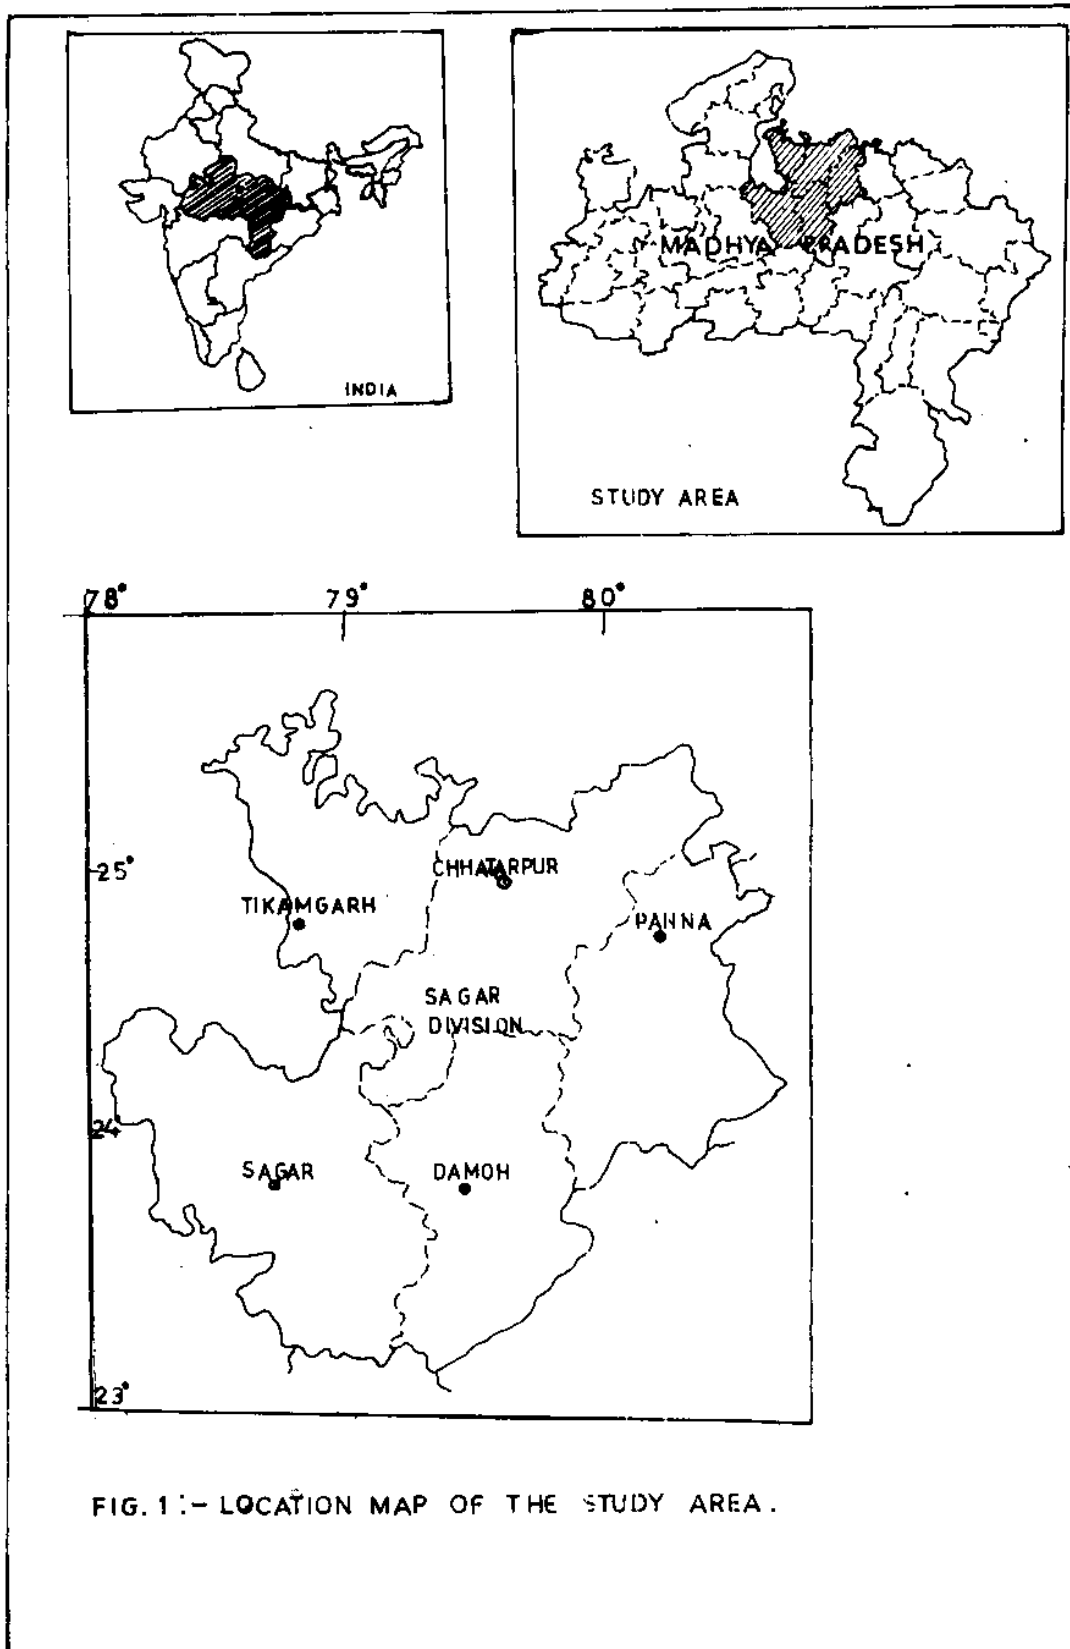 INDIA
MADHYA PRADESH
STUDY AREA
78° 79° 80°
25°
CHHATARPUR
TIKAMGARH
PANNA
SAGAR
DIVISION
24°
SAGAR DAMOH
23°
FIG. 1:- LOCATION MAP OF THE STUDY AREA.